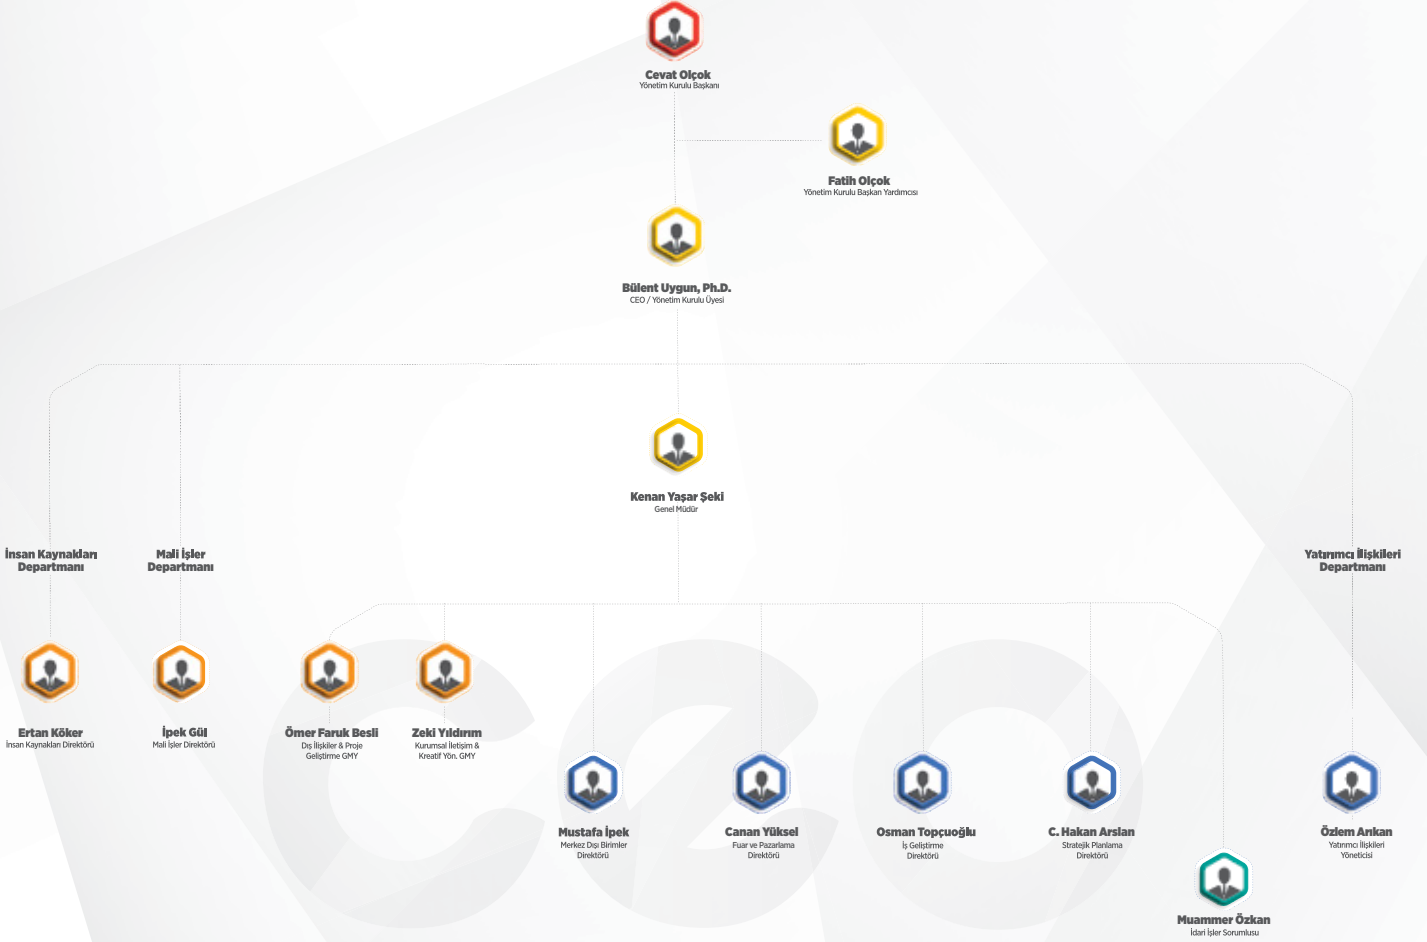 Cevat Olçok
Yönetim Kurulu Başkanı
Fatih Olçok
Yönetim Kurulu Başkan Yardımcısı
Bülent Uygun, Ph.D.
CEO / Yönetim Kurulu Üyesi
Kenan Yaşar Şeki
Genel Müdür
İnsan Kaynakları
Departmanı
Mali İşler
Departmanı
Yatırımcı İlişkileri
Departmanı
Ertan Köker
İnsan Kaynakları Direktörü
İpek Gül
Mali İşler Direktörü
Ömer Faruk Besli
Dış İlişkiler & Proje
Geliştirme GMY
Zeki Yıldırım
Kurumsal İletişim &
Kreatif Yön. GMY
Mustafa İpek
Merkez Dışı Birimler
Direktörü
Canan Yüksel
Fuar ve Pazarlama
Direktörü
Osman Topçuoğlu
İş Geliştirme
Direktörü
C. Hakan Arslan
Stratejik Planlama
Direktörü
Özlem Arıkan
Yatırımcı İlişkileri
Yöneticisi
Muammer Özkan
İdari İşler Sorumlusu
ceo